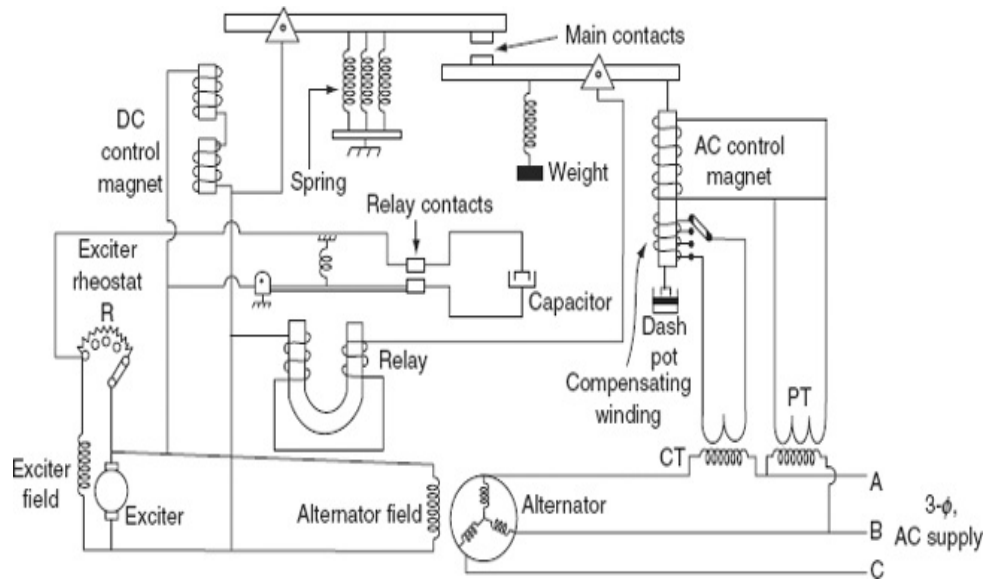 Main contacts
DC
control
magnet
Spring
Weight
AC control
magnet
Relay contacts
Exciter
rheostat
R
Capacitor
Dash
pot
Relay
Compensating
winding
PT
CT
Exciter
field
Exciter
Alternator field
Alternator
A
B
C
3-ϕ,
AC supply